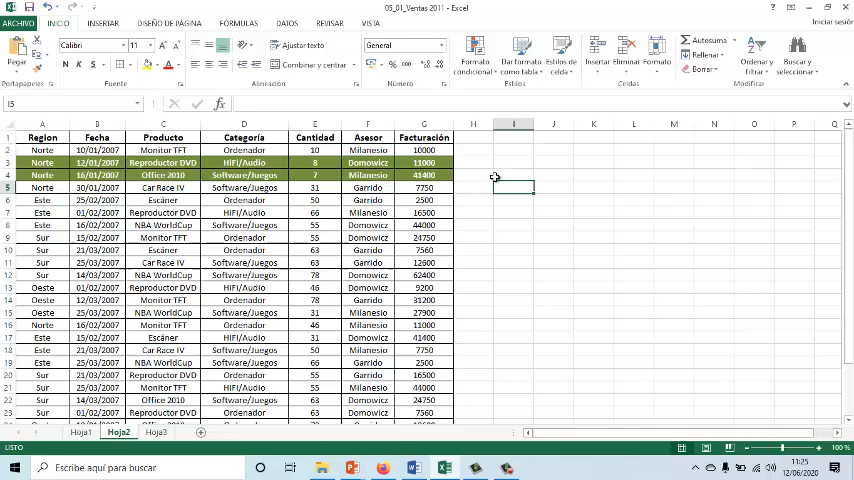 05_01_Ventas 2011 - Excel
ARCHIVO INICIO INSERTAR DISEÑO DE PÁGINA FÓRMULAS DATOS REVISAR VISTA Iniciar sesión
Pegar
Calibri 11
N K S
Ajustar texto
Combinar y centrar
General
% 000
Formato condicional
Dar formato como tabla
Estilos de celda
Insertar Eliminar Formato
Autosuma
Rellenar
Borrar
Ordenar y filtrar
Buscar y seleccionar
Portapapeles Fuente Alineación Número Estilos Celdas Modificar
I5 fx
A B C D E F G H I J K L M N O P Q
1 Region Fecha Producto Categoría Cantidad Asesor Facturación
2 Norte 10/01/2007 Monitor TFT Ordenador 10 Milanesio 10000
3 Norte 12/01/2007 Reproductor DVD HiFi/Audio 8 Domowicz 11000
4 Norte 16/01/2007 Office 2010 Software/Juegos 7 Milanesio 41400
5 Norte 30/01/2007 Car Race IV Software/Juegos 31 Garrido 7750
6 Este 25/02/2007 Escáner Ordenador 50 Garrido 2500
7 Este 01/02/2007 Reproductor DVD HiFi/Audio 66 Milanesio 16500
8 Este 16/02/2007 NBA WorldCup Software/Juegos 55 Domowicz 44000
9 Sur 15/02/2007 Monitor TFT Ordenador 55 Domowicz 24750
10 Sur 21/03/2007 Escáner Ordenador 63 Garrido 7560
11 Sur 25/03/2007 Car Race IV Software/Juegos 63 Garrido 12600
12 Sur 14/03/2007 NBA WorldCup Software/Juegos 78 Domowicz 62400
13 Oeste 01/02/2007 Reproductor DVD HiFi/Audio 46 Garrido 9200
14 Oeste 12/03/2007 Monitor TFT Ordenador 78 Garrido 31200
15 Oeste 25/03/2007 NBA WorldCup Software/Juegos 31 Garrido 27900
16 Norte 16/02/2007 Monitor TFT Ordenador 46 Milanesio 11000
17 Este 15/02/2007 Escáner HiFi/Audio 31 Domowicz 41400
18 Este 21/03/2007 Car Race IV Software/Juegos 50 Milanesio 7750
19 Este 25/03/2007 NBA WorldCup Software/Juegos 66 Garrido 2500
20 Sur 14/03/2007 Reproductor DVD Ordenador 55 Domowicz 16500
21 Sur 25/03/2007 Monitor TFT HiFi/Audio 55 Milanesio 44000
22 Sur 14/03/2007 Office 2010 Software/Juegos 63 Domowicz 24750
23 Sur 01/02/2007 Reproductor DVD Ordenador 63 Domowicz 7560
Hoja1 Hoja2 Hoja3
LISTO 100 %
Escribe aquí para buscar
11:25
12/06/2020